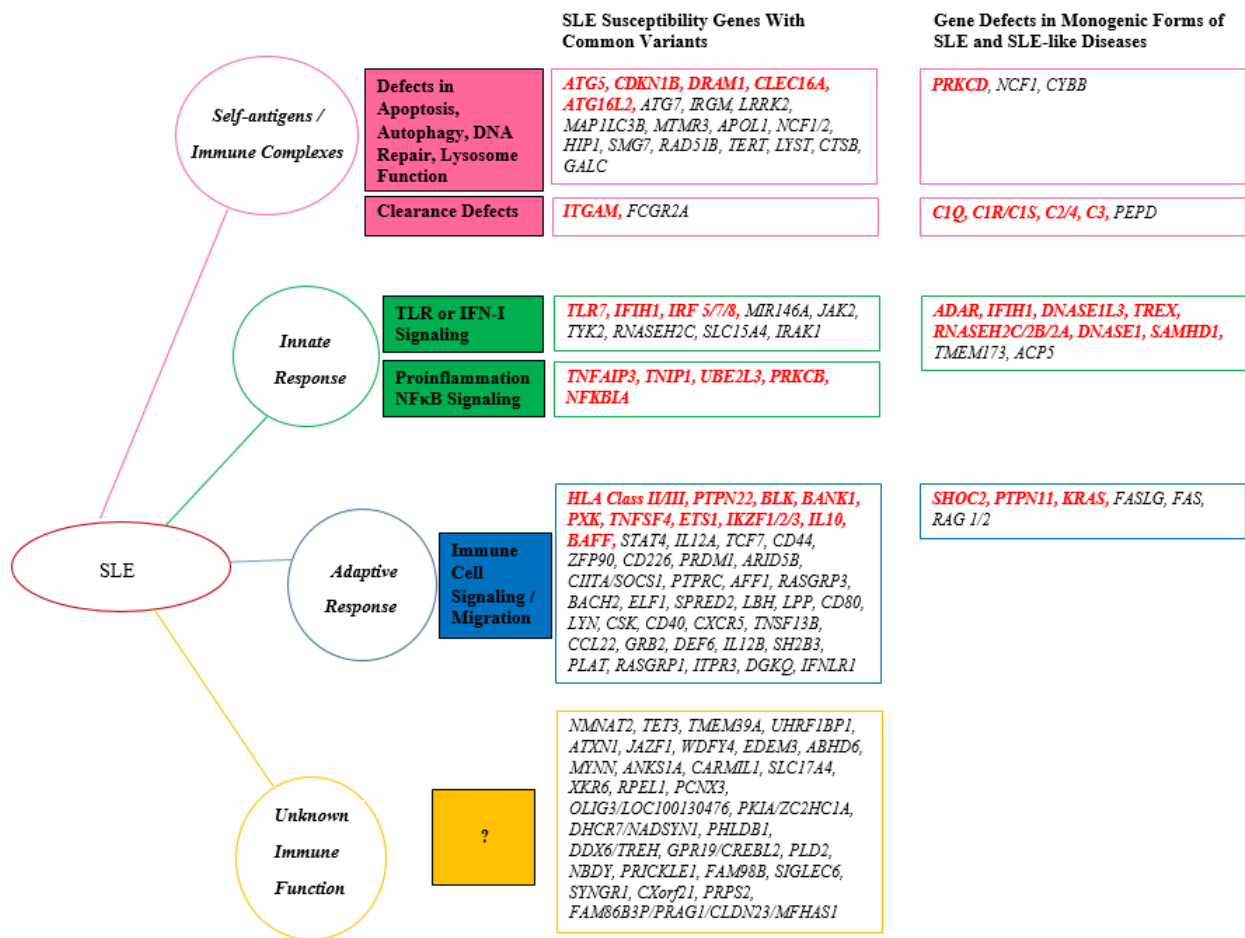 SLE Susceptibility Genes With
Common Variants
Gene Defects in Monogenic Forms of
SLE and SLE-like Diseases
Self-antigens /
Immune Complexes
Defects in
Apoptosis,
Autophagy, DNA
Repair, Lysosome
Function
ATG5, CDKN1B, DRAM1, CLEC16A,
ATG16L2, ATG7, IRGM, LRRK2,
MAP1LC3B, MTMR3, APOL1, NCF1/2,
HIP1, SMG7, RAD51B, TERT, LYST, CTSB,
GALC
PRKCD, NCF1, CYBB
Clearance Defects
ITGAM, FCGR2A
C1Q, C1R/C1S, C2/4, C3, PEPD
Innate
Response
TLR or IFN-I
Signaling
TLR7, IFIH1, IRF 5/7/8, MIR146A, JAK2,
TYK2, RNASEH2C, SLC15A4, IRAK1
ADAR, IFIH1, DNASE1L3, TREX,
RNASEH2C/2B/2A, DNASE1, SAMHD1,
TMEM173, ACP5
Proinflammation
NFκB Signaling
TNFAIP3, TNIP1, UBE2L3, PRKCB,
NFKBIA
SLE
Adaptive
Response
Immune
Cell
Signaling /
Migration
HLA Class II/III, PTPN22, BLK, BANK1,
PXK, TNFSF4, ETS1, IKZF1/2/3, IL10,
BAFF, STAT4, IL12A, TCF7, CD44,
ZFP90, CD226, PRDM1, ARID5B,
CIITA/SOCS1, PTPRC, AFF1, RASGRP3,
BACH2, ELF1, SPRED2, LBH, LPP, CD80,
LYN, CSK, CD40, CXCR5, TNSF13B,
CCL22, GRB2, DEF6, IL12B, SH2B3,
PLAT, RASGRP1, ITPR3, DGKQ, IFNLR1
SHOC2, PTPN11, KRAS, FASLG, FAS,
RAG 1/2
Unknown
Immune
Function
?
NMNAT2, TET3, TMEM39A, UHRF1BP1,
ATXN1, JAZF1, WDFY4, EDEM3, ABHD6,
MYNN, ANKS1A, CARMIL1, SLC17A4,
XKR6, RPEL1, PCNX3,
OLIG3/LOC100130476, PKIA/ZC2HC1A,
DHCR7/NADSYN1, PHLDB1,
DDX6/TREH, GPR19/CREBL2, PLD2,
NBDY, PRICKLE1, FAM98B, SIGLEC6,
SYNGR1, CXorf21, PRPS2,
FAM86B3P/PRAG1/CLDN23/MFHAS1